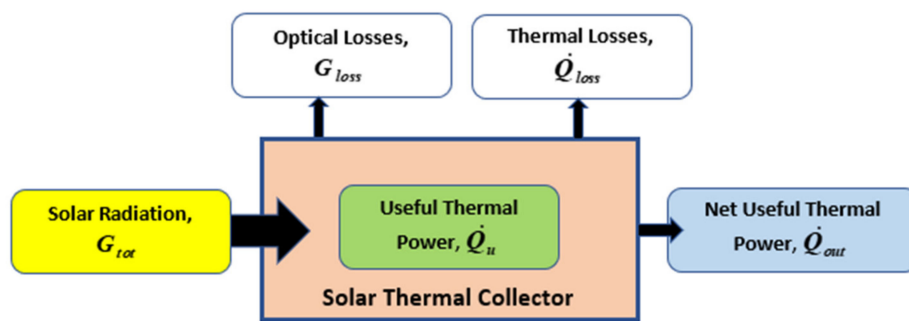 Optical Losses,
G loss
Thermal Losses,
Q̇ loss
Solar Radiation,
G tot
Useful Thermal
Power, Q̇ u
Net Useful Thermal
Power, Q̇ out
Solar Thermal Collector